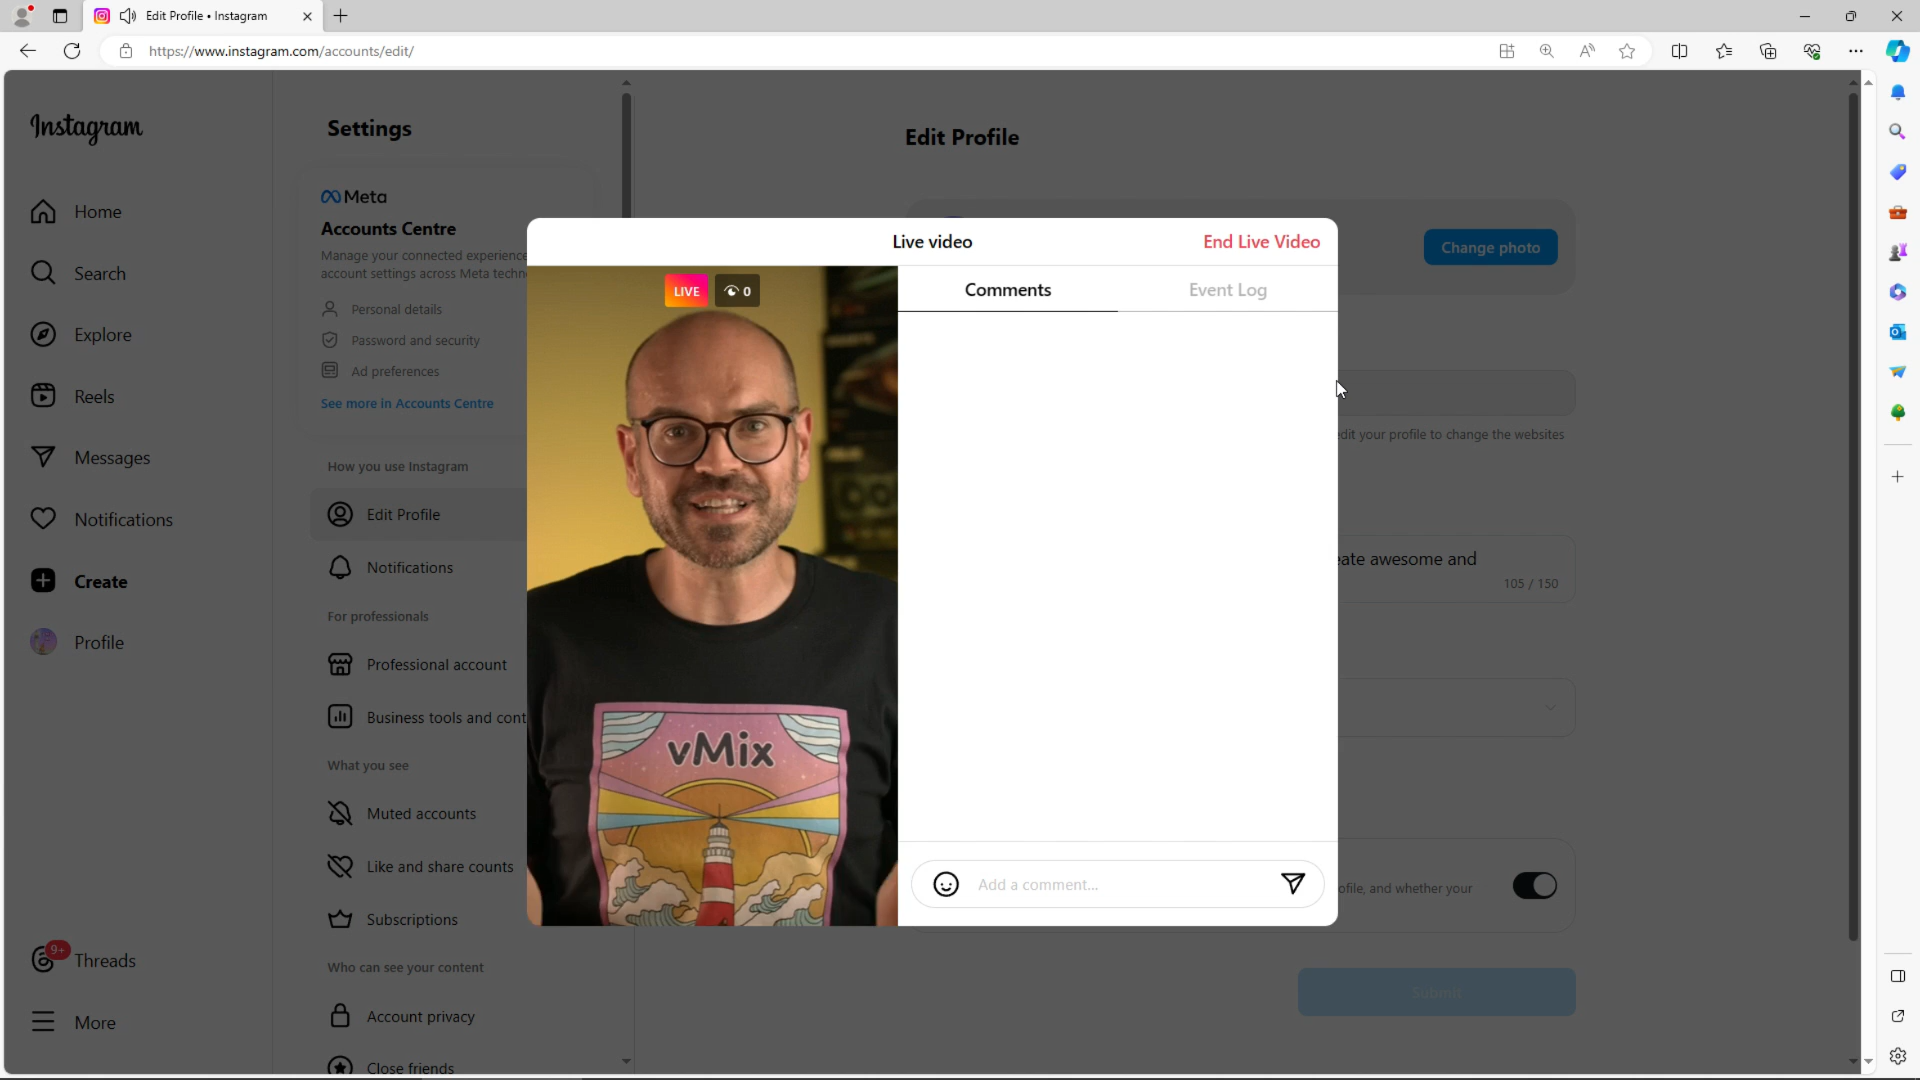 Edit Profile • Instagram
https://www.instagram.com/accounts/edit/
Instagram
Home
Search
Explore
Reels
Messages
Notifications
Create
Profile
9+
Threads
More
Settings
Meta
Accounts Centre
Manage your connected experience
account settings across Meta techn
Personal details
Password and security
Ad preferences
See more in Accounts Centre
How you use Instagram
Edit Profile
Notifications
For professionals
Professional account
Business tools and cont
What you see
Muted accounts
Like and share counts
Subscriptions
Who can see your content
Account privacy
Close friends
Edit Profile
Change photo
Live video
End Live Video
LIVE
0
Comments
Event Log
vMix
Add a comment...
edit your profile to change the websites
eate awesome and
105 / 150
ofile, and whether your
Submit